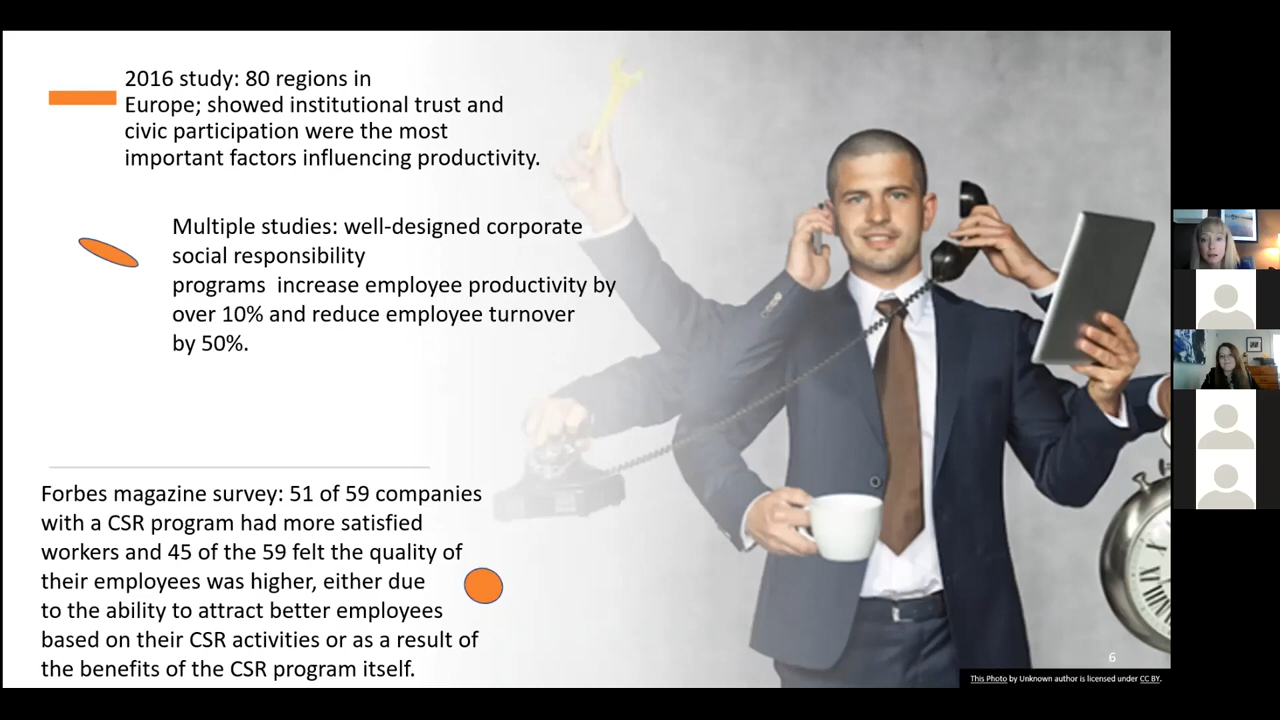 2016 study: 80 regions in
Europe; showed institutional trust and
civic participation were the most
important factors influencing productivity.
Multiple studies: well-designed corporate
social responsibility
programs  increase employee productivity by
over 10% and reduce employee turnover
by 50%.
Forbes magazine survey: 51 of 59 companies
with a CSR program had more satisfied
workers and 45 of the 59 felt the quality of
their employees was higher, either due
to the ability to attract better employees
based on their CSR activities or as a result of
the benefits of the CSR program itself.
6
This Photo by Unknown author is licensed under CC BY.